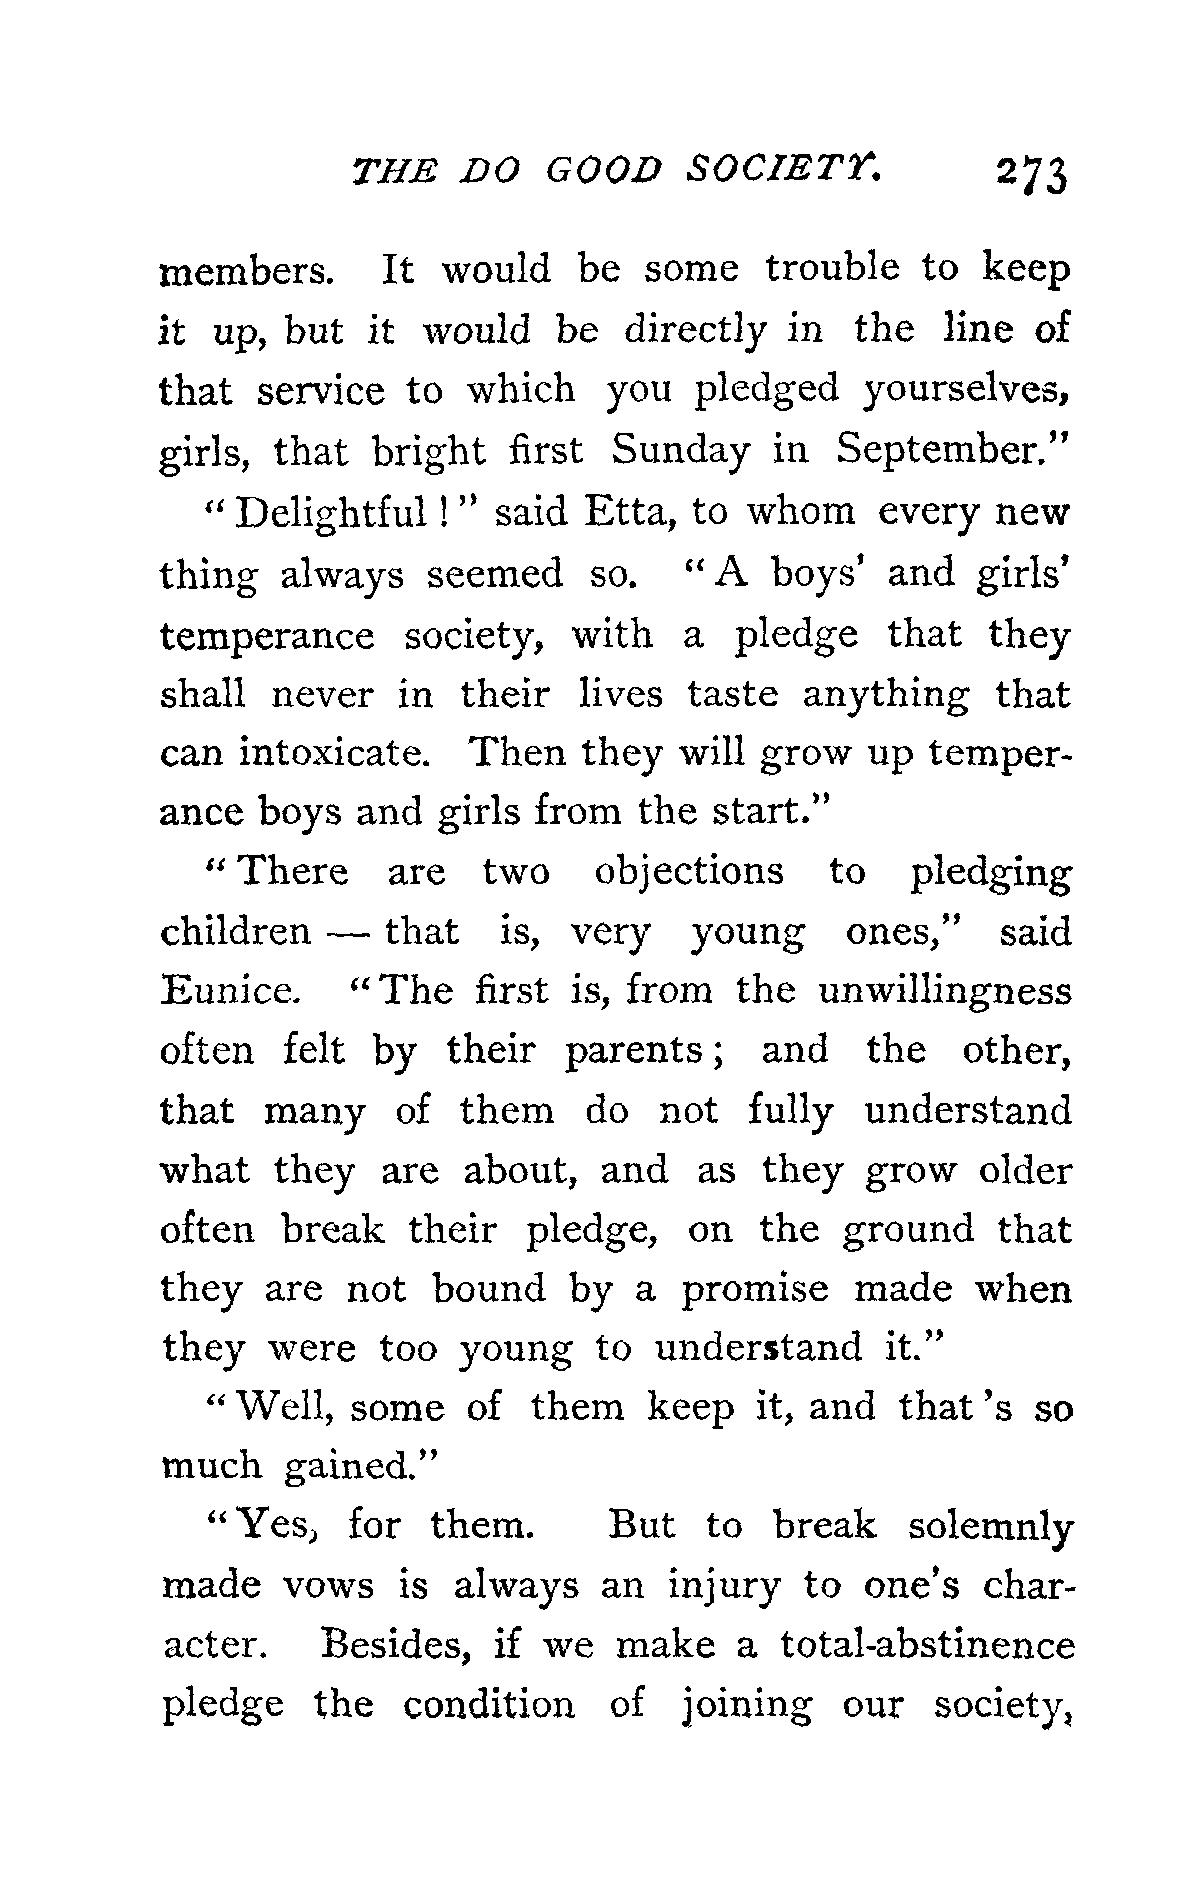 THE DO GOOD SOCIETY. 273
members. It would be some trouble to keep
it up, but it would be directly in the line of
that service to which you pledged yourselves,
girls, that bright first Sunday in September."
"Delightful!" said Etta, to whom every new
thing always seemed so. "A boys' and girls'
temperance society, with a pledge that they
shall never in their lives taste anything that
can intoxicate. Then they will grow up temper-
ance boys and girls from the start."
"There are two objections to pledging
children — that is, very young ones," said
Eunice. "The first is, from the unwillingness
often felt by their parents; and the other,
that many of them do not fully understand
what they are about, and as they grow older
often break their pledge, on the ground that
they are not bound by a promise made when
they were too young to understand it."
"Well, some of them keep it, and that's so
much gained."
"Yes, for them. But to break solemnly
made vows is always an injury to one's char-
acter. Besides, if we make a total-abstinence
pledge the condition of joining our society,